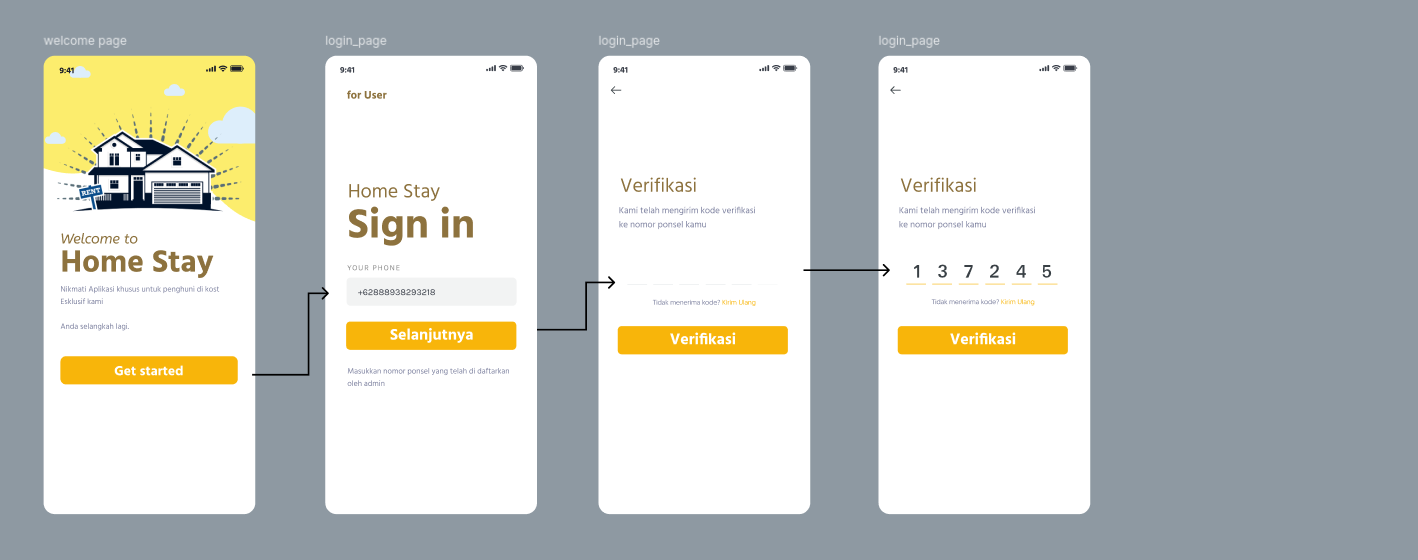 welcome page
9:41
RENT
Welcome to
Home Stay
Nikmati Aplikasi khusus untuk penghuni di kost
Esklusif kami
Anda selangkah lagi.
Get started
login_page
9:41
for User
Home Stay
Sign in
YOUR PHONE
+62888938293218
Selanjutnya
Masukkan nomor ponsel yang telah di daftarkan
oleh admin
login_page
9:41
Verifikasi
Kami telah mengirim kode verifikasi
ke nomor ponsel kamu
Tidak menerima kode? Kirim Ulang
Verifikasi
login_page
9:41
Verifikasi
Kami telah mengirim kode verifikasi
ke nomor ponsel kamu
1 3 7 2 4 5
Tidak menerima kode? Kirim Ulang
Verifikasi